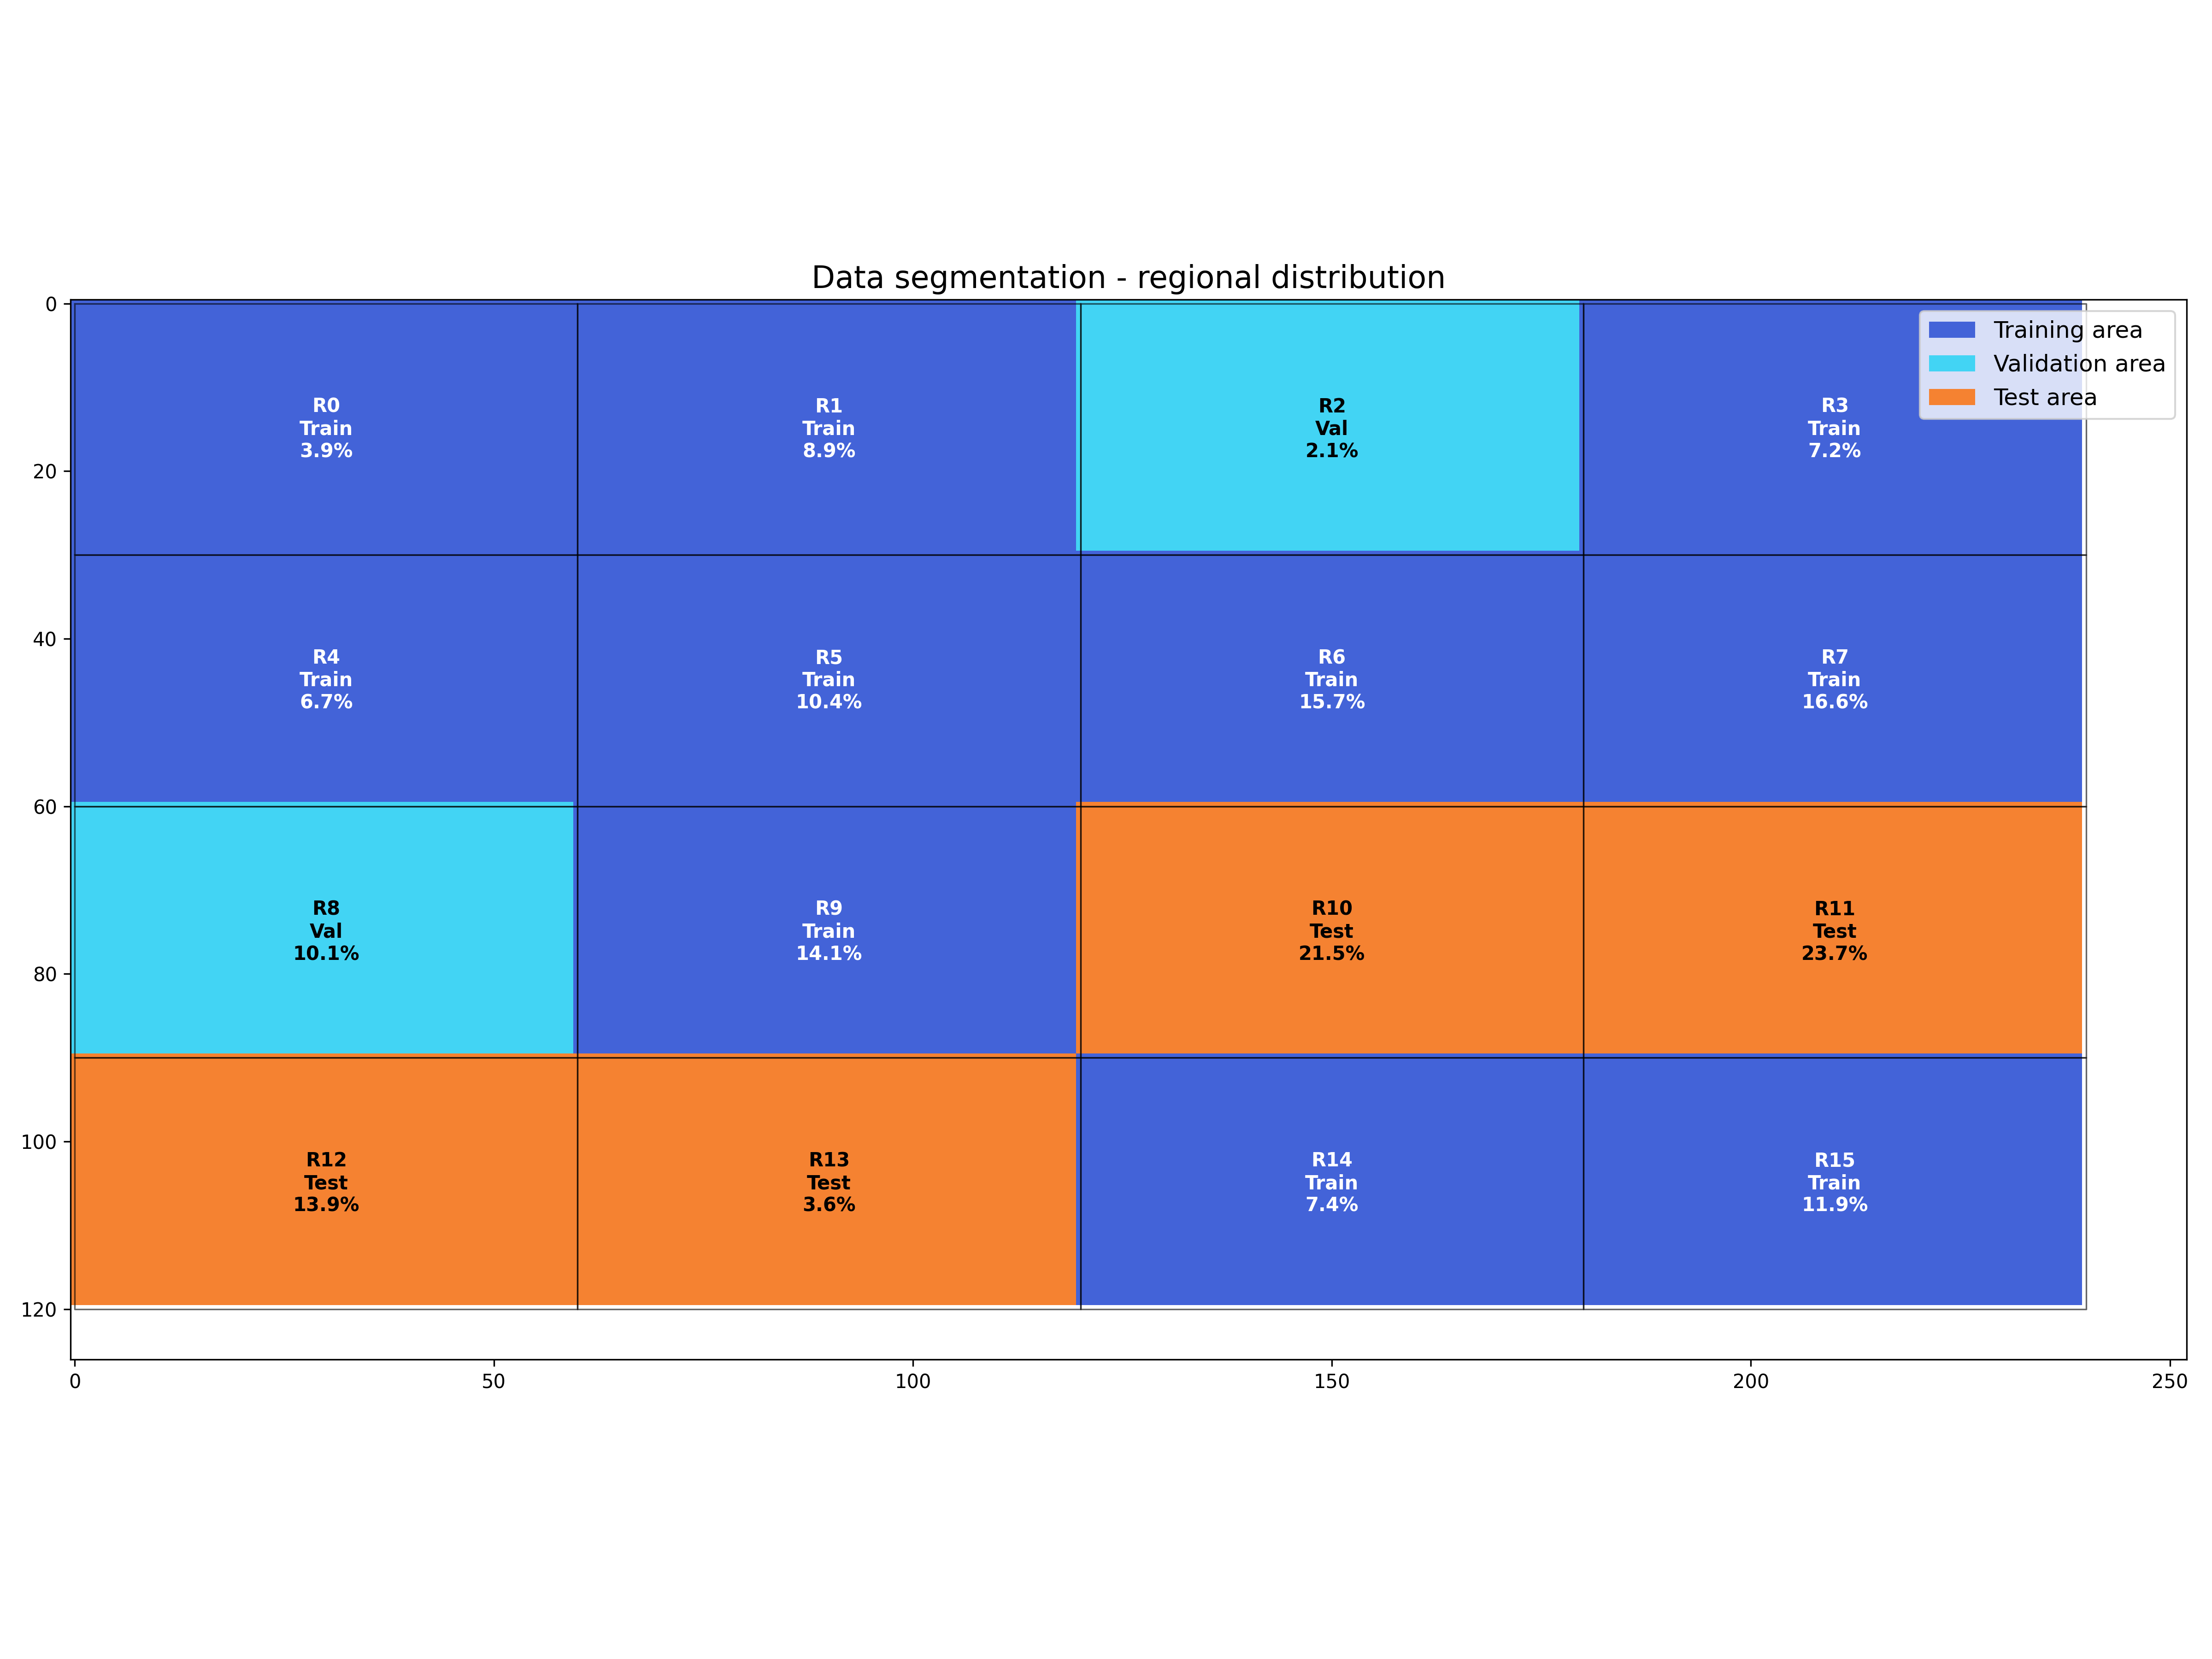 Data segmentation - regional distribution
Training area
Validation area
Test area
R0
Train
3.9%
R1
Train
8.9%
R2
Val
2.1%
R3
Train
7.2%
R4
Train
6.7%
R5
Train
10.4%
R6
Train
15.7%
R7
Train
16.6%
R8
Val
10.1%
R9
Train
14.1%
R10
Test
21.5%
R11
Test
23.7%
R12
Test
13.9%
R13
Test
3.6%
R14
Train
7.4%
R15
Train
11.9%
0
20
40
60
80
100
120
0
50
100
150
200
250